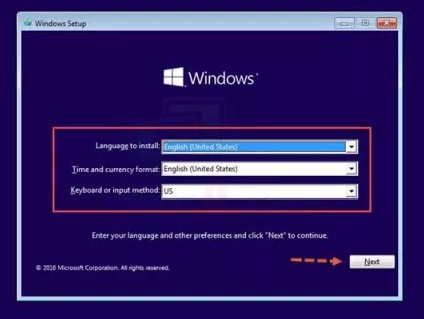 Windows Setup
Windows
Language to install: English (United States)
Time and currency format: English (United States)
Keyboard or input method: US
Enter your language and other preferences and click "Next" to continue.
Next
© 2016 Microsoft Corporation. All rights reserved.